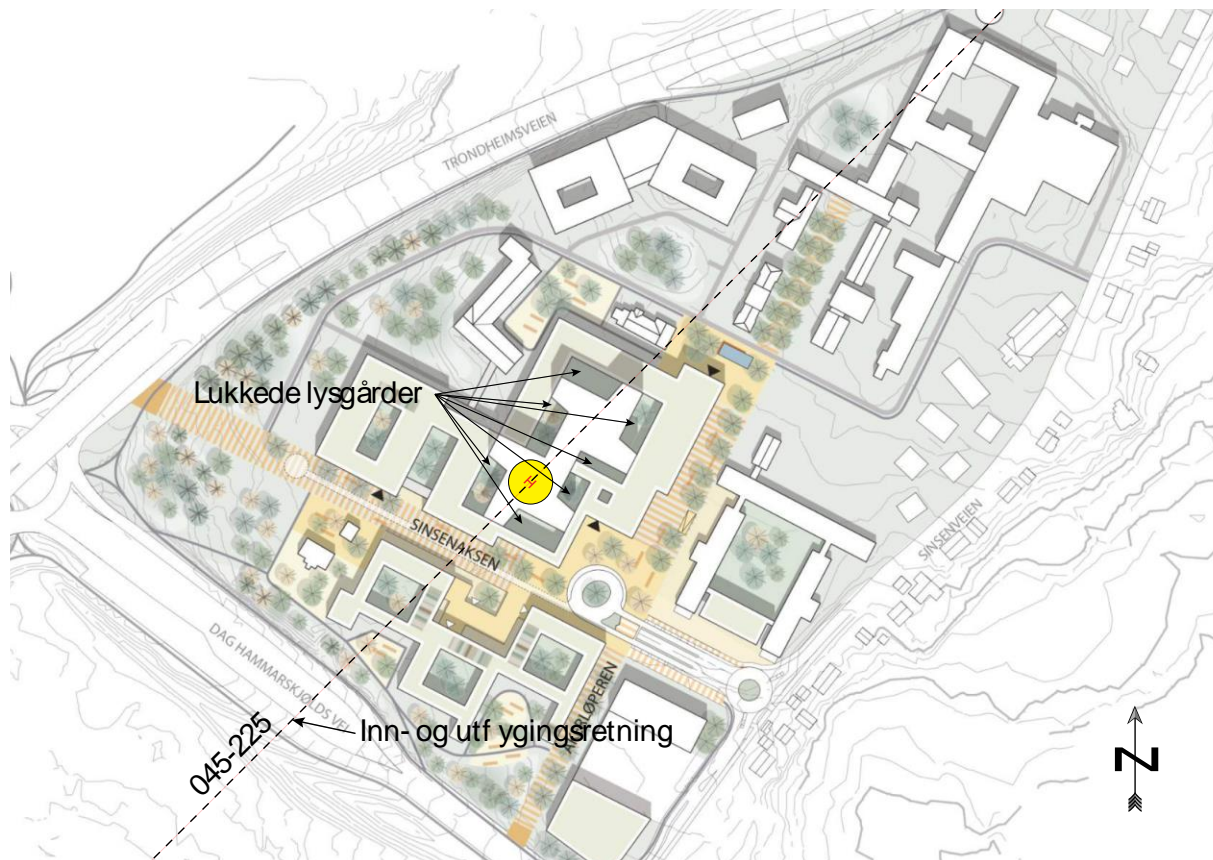 TRONDHEIMSVEIEN
Lukkede lysgårder
H
SINSENAKSEN
SINSENVEIEN
DAG HAMMARSKJØLDS VEI
Inn- og utf ygingsretning
045-225
N